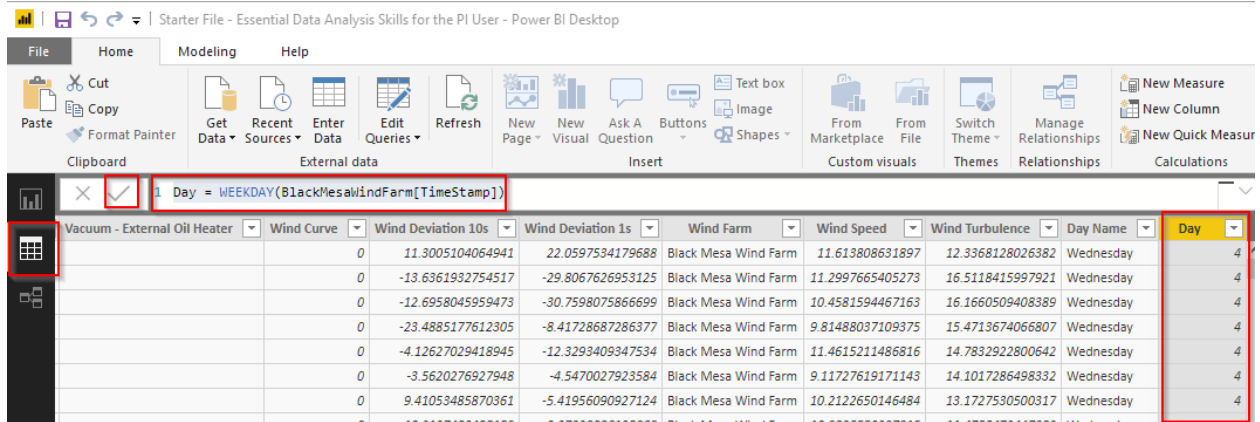 Starter File - Essential Data Analysis Skills for the PI User - Power BI Desktop
File Home Modeling Help
Paste
Cut
Copy
Format Painter
Get Data
Recent Sources
Enter Data
Edit Queries
Refresh
New Page
New Visual
Ask A Question
Buttons
Text box
Image
Shapes
From Marketplace
From File
Switch Theme
Manage Relationships
New Measure
New Column
New Quick Measur
Clipboard External data Insert Custom visuals Themes Relationships Calculations
1 Day = WEEKDAY(BlackMesaWindFarm[TimeStamp])
Vacuum - External Oil Heater Wind Curve Wind Deviation 10s Wind Deviation 1s Wind Farm Wind Speed Wind Turbulence Day Name Day
0 11.3005104064941 22.0597534179688 Black Mesa Wind Farm 11.613808631897 12.3368128026382 Wednesday 4
0 -13.6361932754517 -29.8067626953125 Black Mesa Wind Farm 11.2997665405273 16.5118415997921 Wednesday 4
0 -12.6958045959473 -30.7598075866699 Black Mesa Wind Farm 10.4581594467163 16.1660509408389 Wednesday 4
0 -23.4885177612305 -8.41728687286377 Black Mesa Wind Farm 9.81488037109375 15.4713674066807 Wednesday 4
0 -4.12627029418945 -12.3293409347534 Black Mesa Wind Farm 11.4615211486816 14.7832922800642 Wednesday 4
0 -3.5620276927948 -4.5470027923584 Black Mesa Wind Farm 9.11727619171143 14.1017286498332 Wednesday 4
0 9.41053485870361 -5.41956090927124 Black Mesa Wind Farm 10.2122650146484 13.1727530500317 Wednesday 4